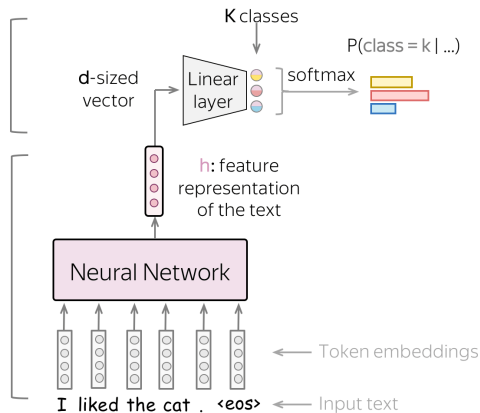 K classes
P(class = k | ...)
d-sized
vector
Linear
layer
softmax
h: feature
representation
of the text
Neural Network
Token embeddings
I liked the cat . <eos>
Input text